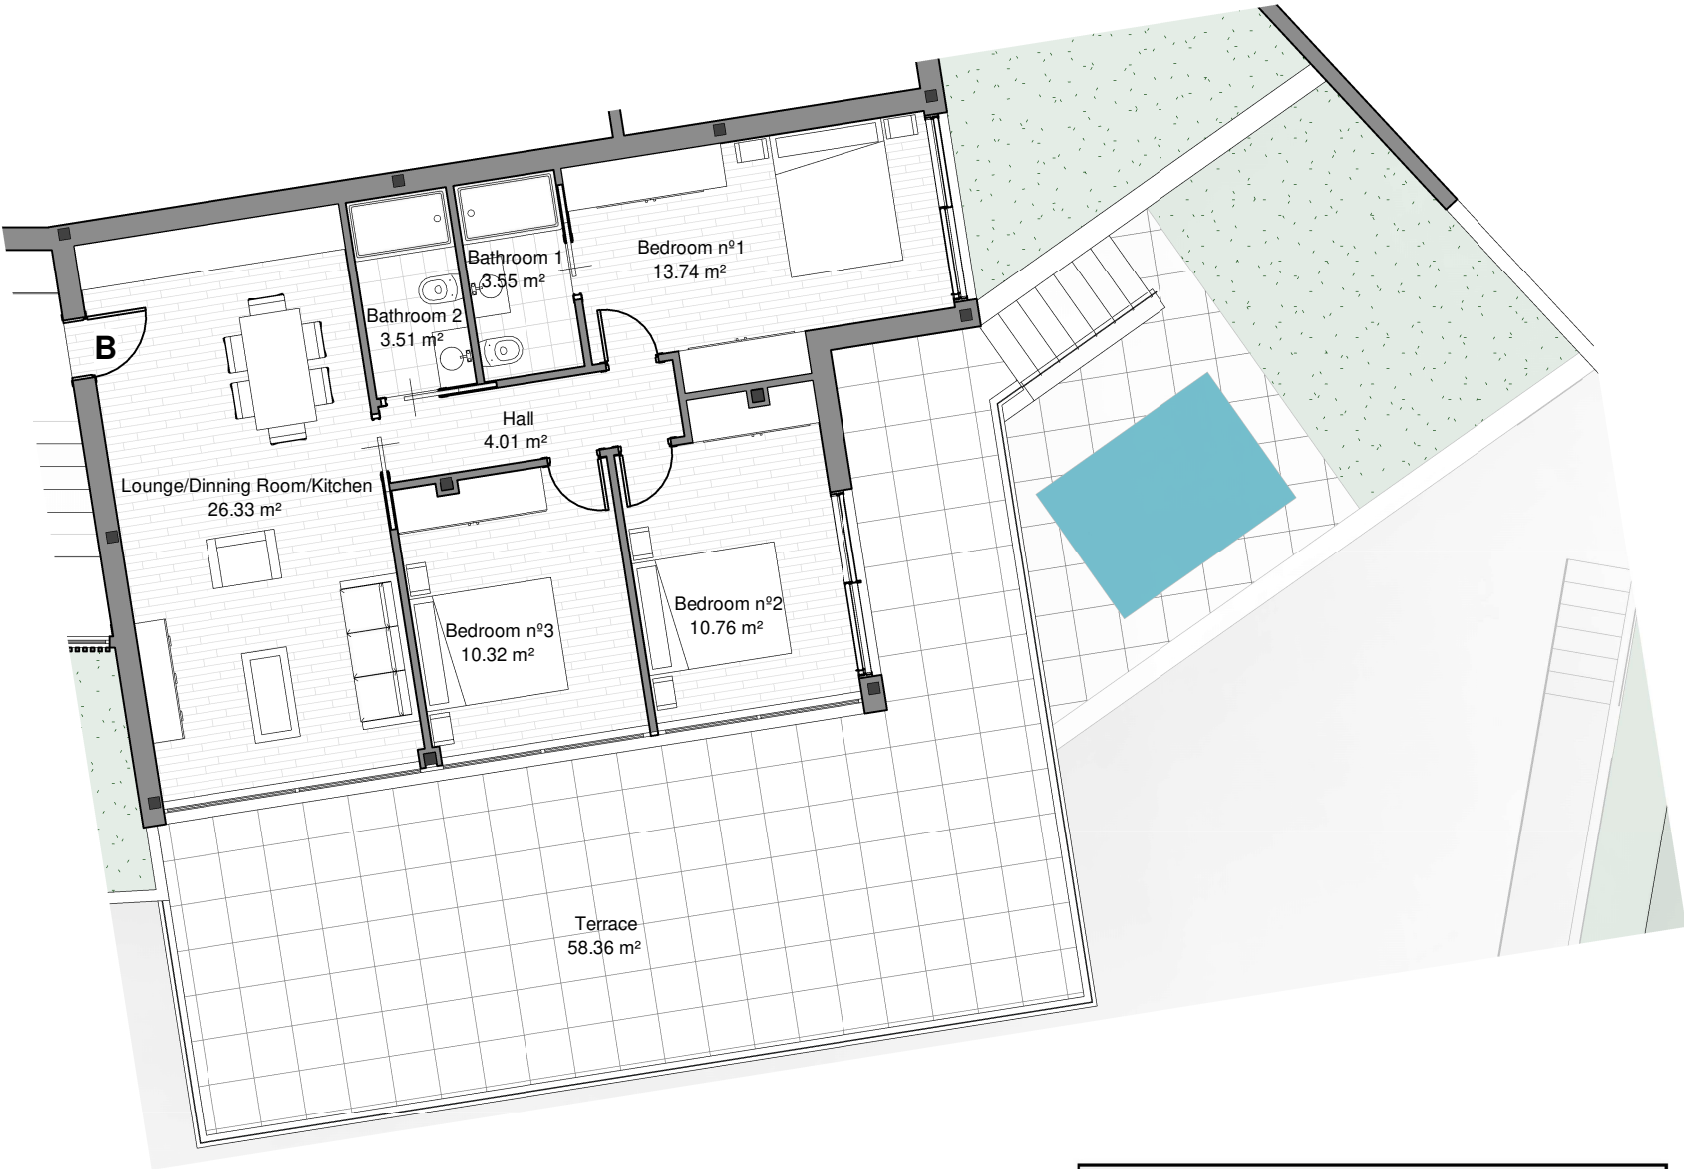 Bedroom nº1
13.74 m²
Bathroom 1
3.55 m²
Bathroom 2
3.51 m²
B
Hall
4.01 m²
Lounge/Dinning Room/Kitchen
26.33 m²
Bedroom nº2
10.76 m²
Bedroom nº3
10.32 m²
Terrace
58.36 m²